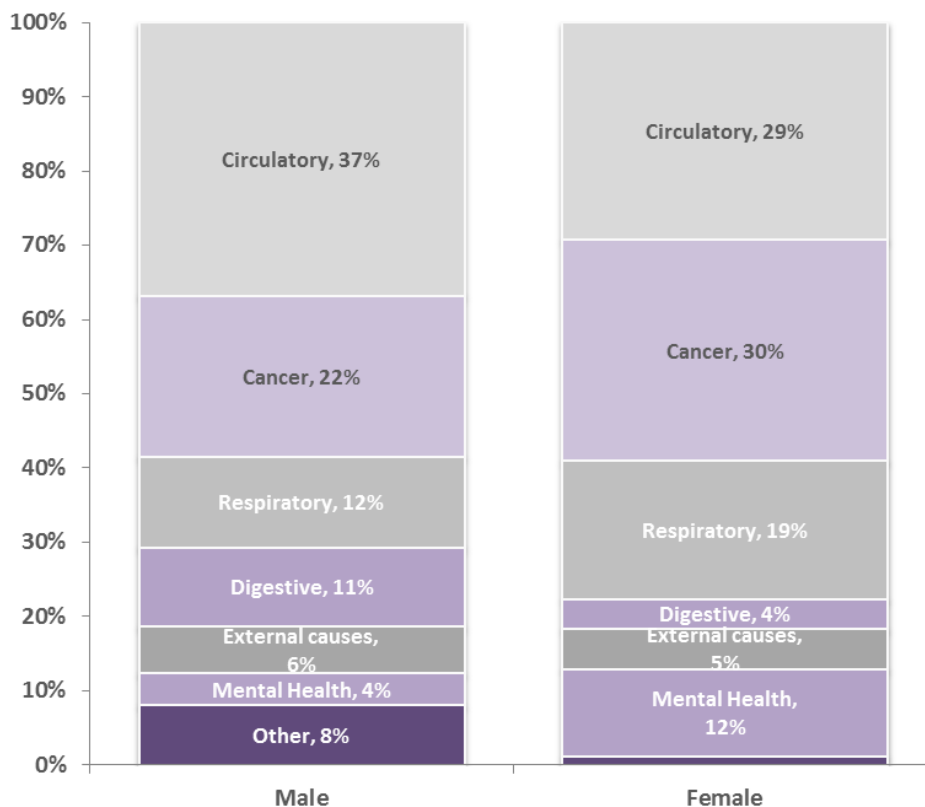 100%
90%
80%
70%
60%
50%
40%
30%
20%
10%
0%
Circulatory, 37%
Cancer, 22%
Respiratory, 12%
Digestive, 11%
External causes,
6%
Mental Health, 4%
Other, 8%
Circulatory, 29%
Cancer, 30%
Respiratory, 19%
Digestive, 4%
External causes,
5%
Mental Health,
12%
Male
Female